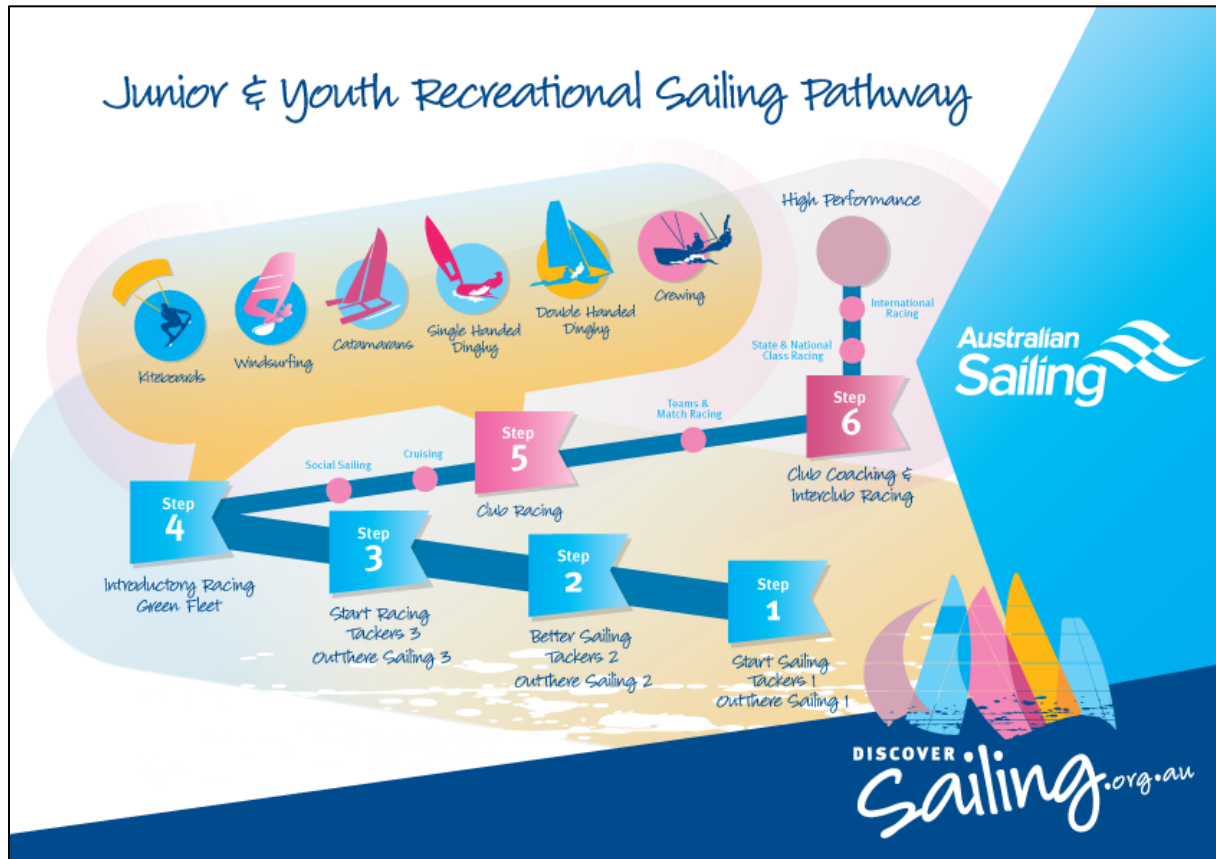 Junior & Youth Recreational Sailing Pathway
Kiteboards
Windsurfing
Catamarans
Single Handed
Dinghy
Double Handed
Dinghy
Crewing
High Performance
International
Racing
State & National
Class Racing
Teams &
Match Racing
Step
6
Club Coaching &
Interclub Racing
Step
5
Club Racing
Cruising
Social Sailing
Step
4
Introductory Racing
Green Fleet
Step
3
Start Racing
Tackers 3
OutThere Sailing 3
Step
2
Better Sailing
Tackers 2
OutThere Sailing 2
Step
1
Start Sailing
Tackers 1
OutThere Sailing 1
Australian
Sailing
DISCOVER
Sailing.org.au